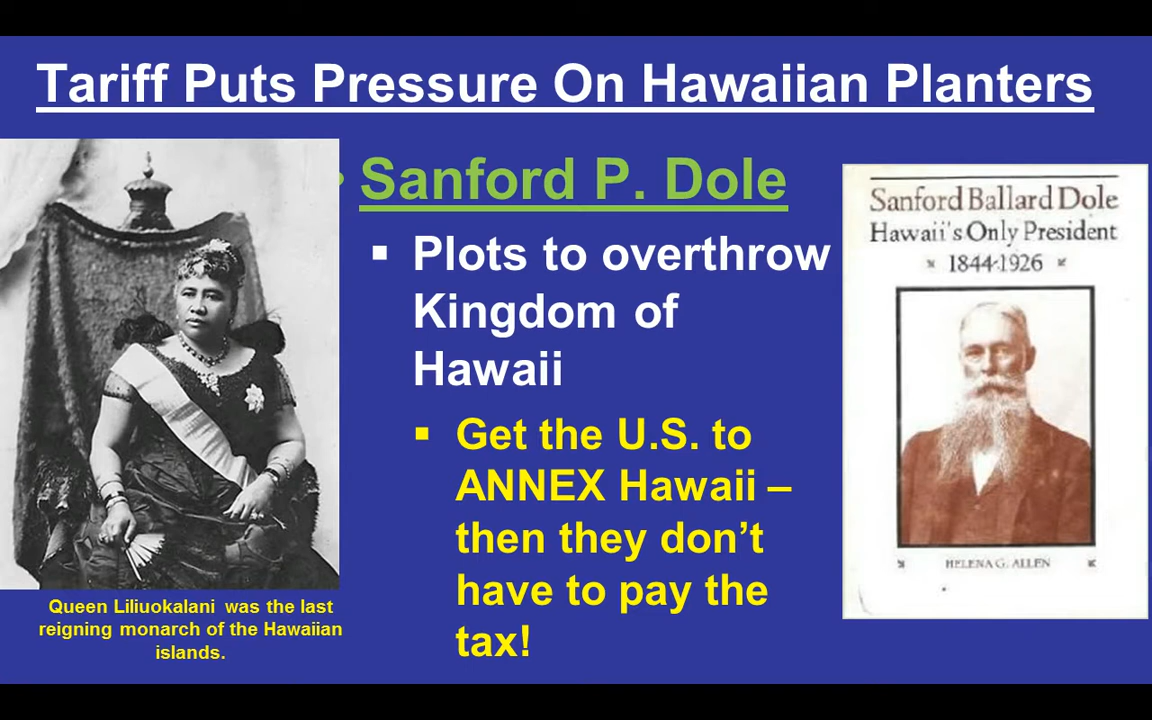 Tariff Puts Pressure On Hawaiian Planters
• Sanford P. Dole
▪ Plots to overthrow
Kingdom of
Hawaii
▪ Get the U.S. to
ANNEX Hawaii –
then they don't
have to pay the
tax!
Queen Liliuokalani was the last
reigning monarch of the Hawaiian
islands.
Sanford Ballard Dole
Hawaii's Only President
1844-1926
HELENA G. ALLEN